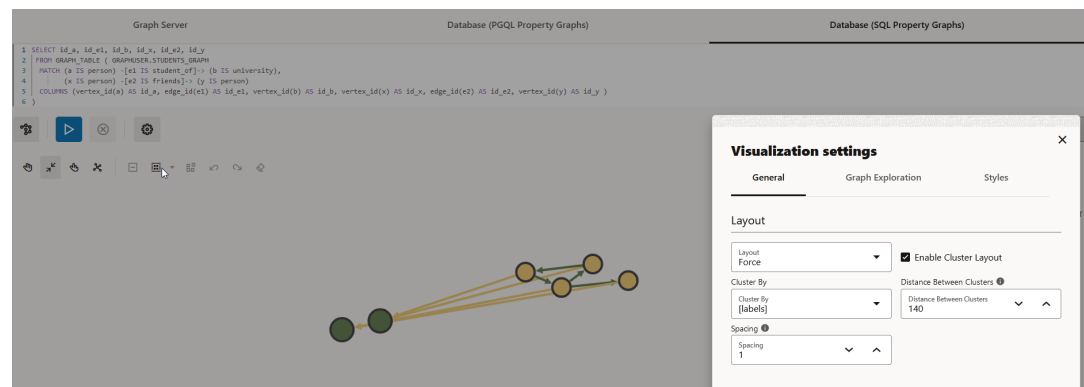 Graph Server Database (PGQL Property Graphs) Database (SQL Property Graphs)
1 SELECT id_a, id_e1, id_b, id_x, id_e2, id_y
2 FROM GRAPH_TABLE ( GRAPHUSER.STUDENTS_GRAPH
3 MATCH (a IS person) -[e1 IS student_of]-> (b IS university),
4 (x IS person) -[e2 IS friends]-> (y IS person)
5 COLUMNS (vertex_id(a) AS id_a, edge_id(e1) AS id_e1, vertex_id(b) AS id_b, vertex_id(x) AS id_x, edge_id(e2) AS id_e2, vertex_id(y) AS id_y )
6 )
Visualization settings
General Graph Exploration Styles
Layout
Layout
Force
Enable Cluster Layout
Cluster By
Distance Between Clusters
Cluster By
[labels]
Distance Between Clusters
140
Spacing
Spacing
1